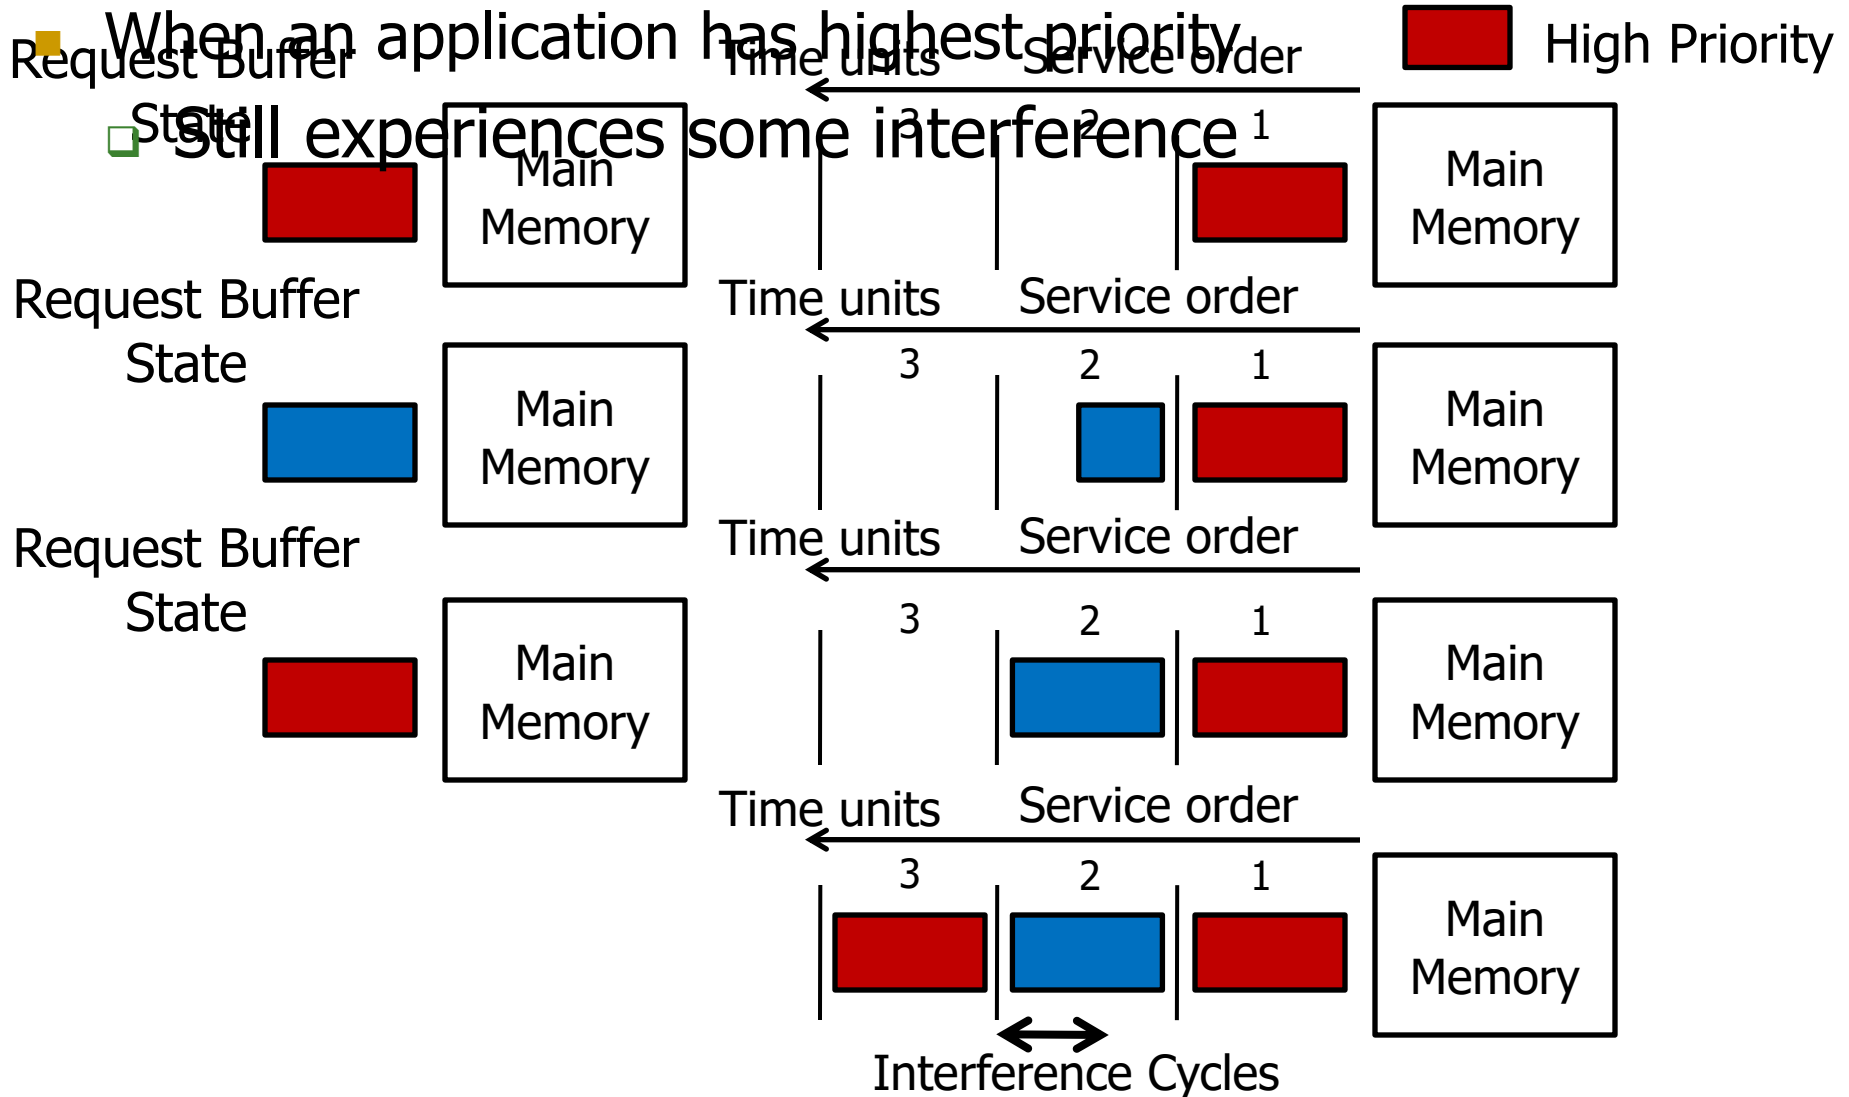 When an application has highest priority
Still experiences some interference
High Priority
Request Buffer
State
Main
Memory
Time units
Service order
3
2
1
Main
Memory
Request Buffer
State
Main
Memory
Time units
Service order
3
2
1
Main
Memory
Request Buffer
State
Main
Memory
Time units
Service order
3
2
1
Main
Memory
Time units
Service order
3
2
1
Main
Memory
Interference Cycles